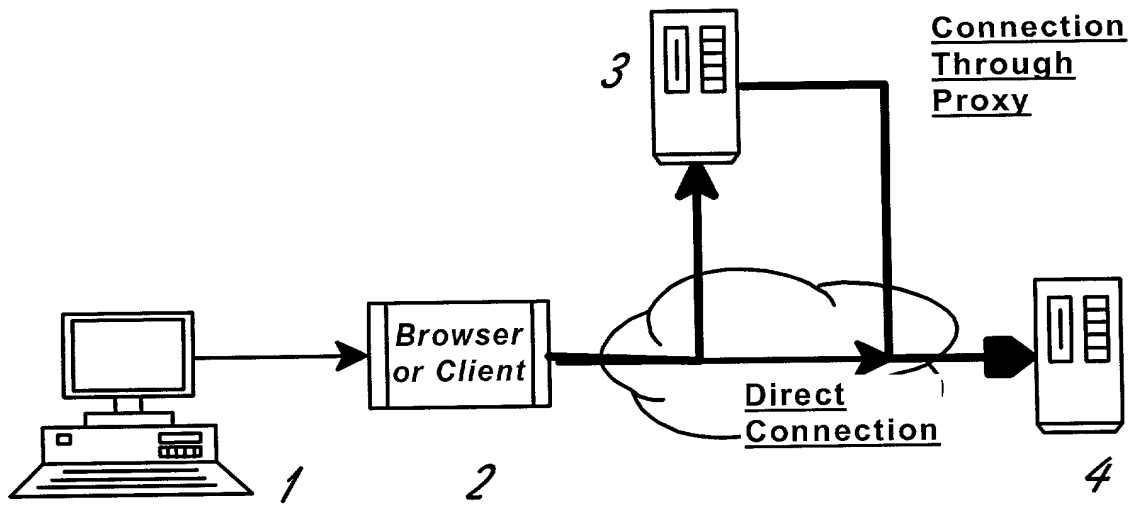 Connection
Through
Proxy
3
Browser
or Client
Direct
Connection
1
2
4